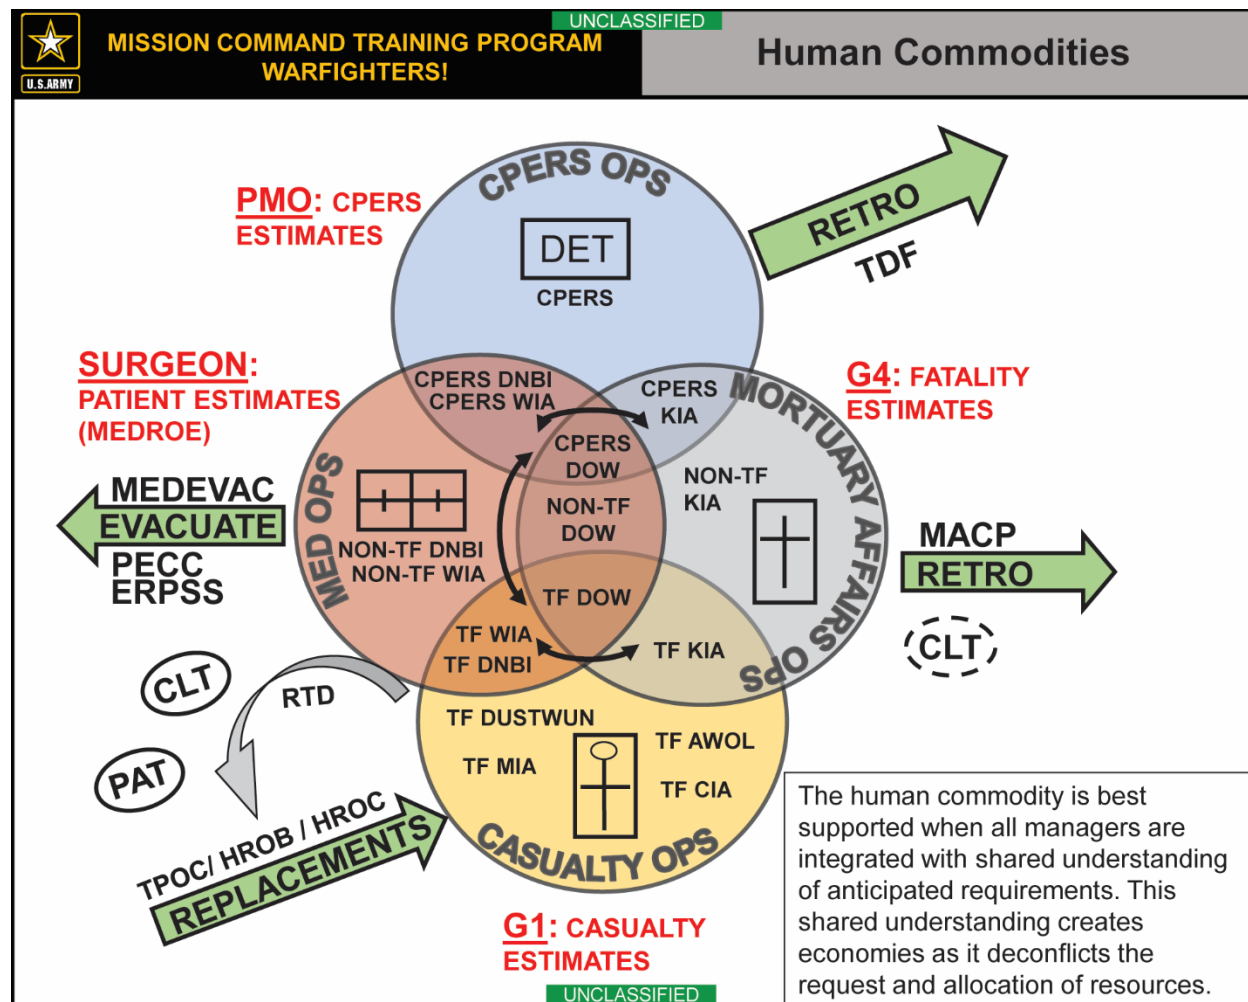 UNCLASSIFIED
MISSION COMMAND TRAINING PROGRAM
WARFIGHTERS!
U.S.ARMY
Human Commodities
CPERS OPS
PMO: CPERS
ESTIMATES
DET
CPERS
RETRO
TDF
SURGEON:
PATIENT ESTIMATES
(MEDROE)
G4: FATALITY
ESTIMATES
CPERS DNBI
CPERS WIA
CPERS
KIA
MORTUARY AFFAIRS OPS
CPERS
DOW
MED OPS
NON-TF
KIA
NON-TF
DOW
MEDEVAC
EVACUATE
PECC
ERPSS
NON-TF DNBI
NON-TF WIA
MACP
RETRO
CLT
TF DOW
TF WIA
TF DNBI
TF KIA
CLT
RTD
PAT
TF DUSTWUN
TF MIA
TF AWOL
TF CIA
CASUALTY OPS
TPOC/ HROB / HROC
REPLACEMENTS
G1: CASUALTY
ESTIMATES
The human commodity is best
supported when all managers are
integrated with shared understanding
of anticipated requirements. This
shared understanding creates
economies as it deconflicts the
request and allocation of resources.
UNCLASSIFIED